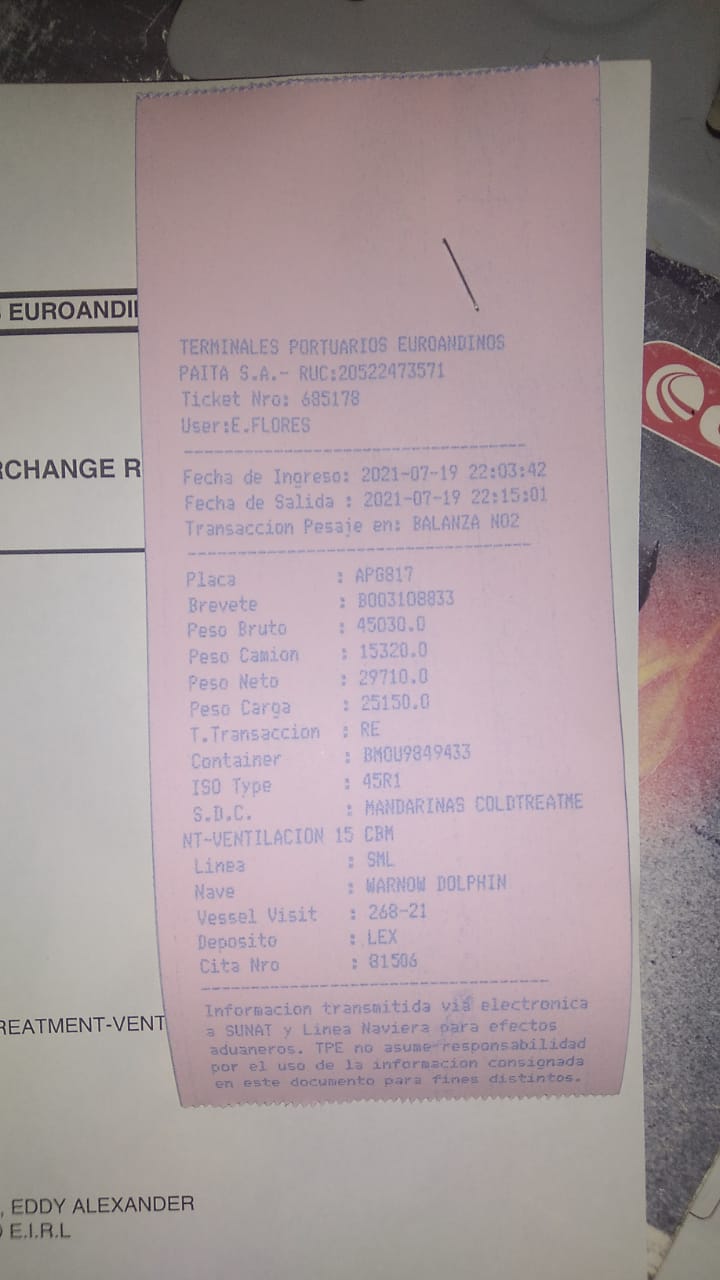 EUROANDI
RCHANGE R
TERMINALES PORTUARIOS EUROANDINOS
PAITA S.A.- RUC:20522473571
Ticket Nro: 685178
User:E.FLORES
Fecha de Ingreso: 2021-07-19 22:03:42
Fecha de Salida : 2021-07-19 22:15:01
Transaccion Pesaje en: BALANZA NO2
Placa : APG817
Brevete : B003108833
Peso Bruto : 45030.0
Peso Camion : 15320.0
Peso Neto : 29710.0
Peso Carga : 25150.0
T.Transaccion : RE
Container : BMOU9849433
ISO Type : 45R1
S.D.C. : MANDARINAS COLDTREATME
NT-VENTILACION 15 CBM
Linea : SML
Nave : WARNOW DOLPHIN
Vessel Visit : 268-21
Deposito : LEX
Cita Nro : 81506
Informacion transmitida via electronica
a SUNAT y Linea Naviera para efectos
aduaneros. TPE no asume responsabilidad
por el uso de la informacion consignada
en este documento para fines distintos.
REATMENT-VENT
, EDDY ALEXANDER
E.I.R.L